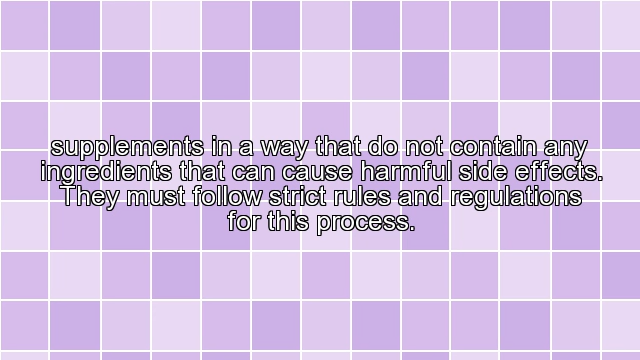 supplements in a way that do not contain any
ingredients that can cause harmful side effects.
They must follow strict rules and regulations
for this process.